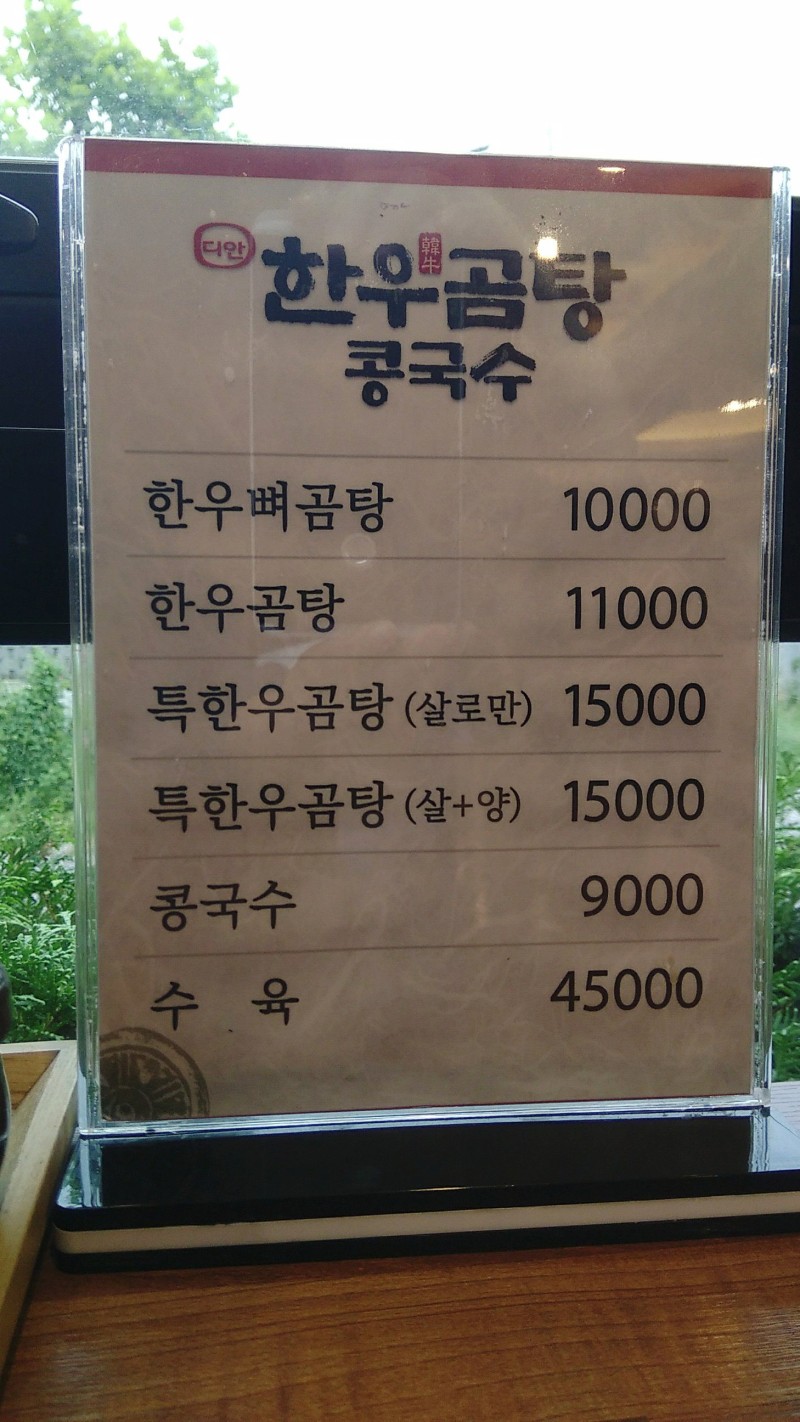 디안
한우곰탕
韓牛
콩국수
한우뼈곰탕 10000
한우곰탕 11000
특한우곰탕 (살로만) 15000
특한우곰탕 (살+양) 15000
콩국수 9000
수 육 45000